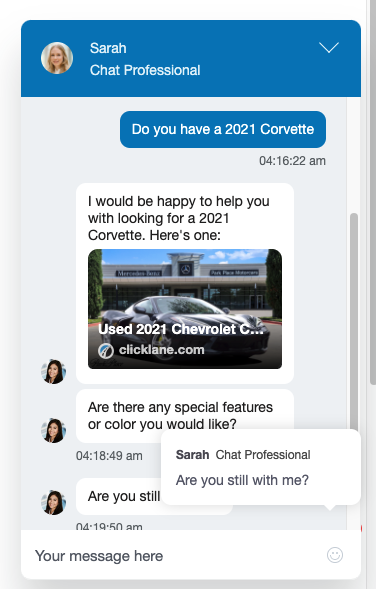 Sarah
Chat Professional
Do you have a 2021 Corvette
04:16:22 am
I would be happy to help you
with looking for a 2021
Corvette. Here's one:
Mercedes-Benz
Park Place Motorcars
Used 2021 Chevrolet C...
clicklane.com
Are there any special features
or color you would like?
04:18:49 am
Sarah Chat Professional
Are you still with me?
Are you still
04:19:50 am
Your message here